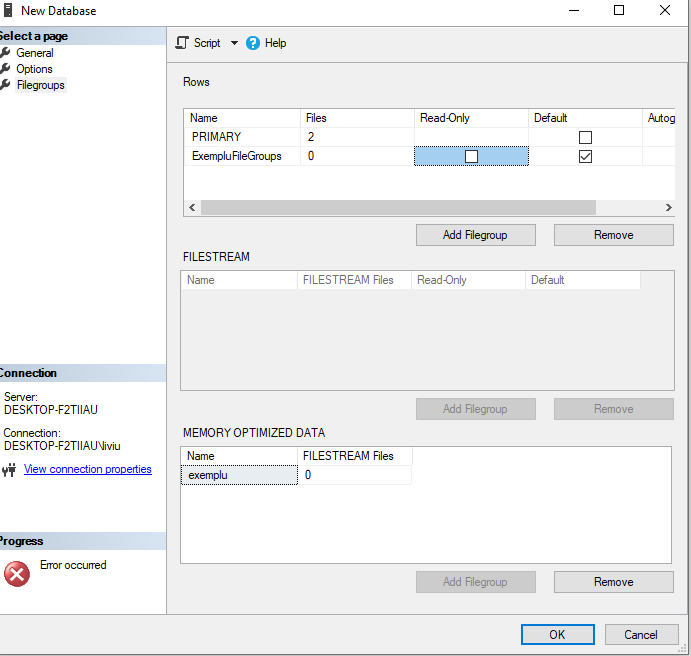 New Database
Select a page
General
Options
Filegroups
Script
Help
Rows
Name Files Read-Only Default Autog
PRIMARY 2
ExempluFileGroups 0
Add Filegroup Remove
FILESTREAM
Name FILESTREAM Files Read-Only Default
Add Filegroup Remove
MEMORY OPTIMIZED DATA
Name FILESTREAM Files
exemplu 0
Add Filegroup Remove
Connection
Server:
DESKTOP-F2TIIAU
Connection:
DESKTOP-F2TIIAU\liviu
View connection properties
Progress
Error occurred
OK Cancel